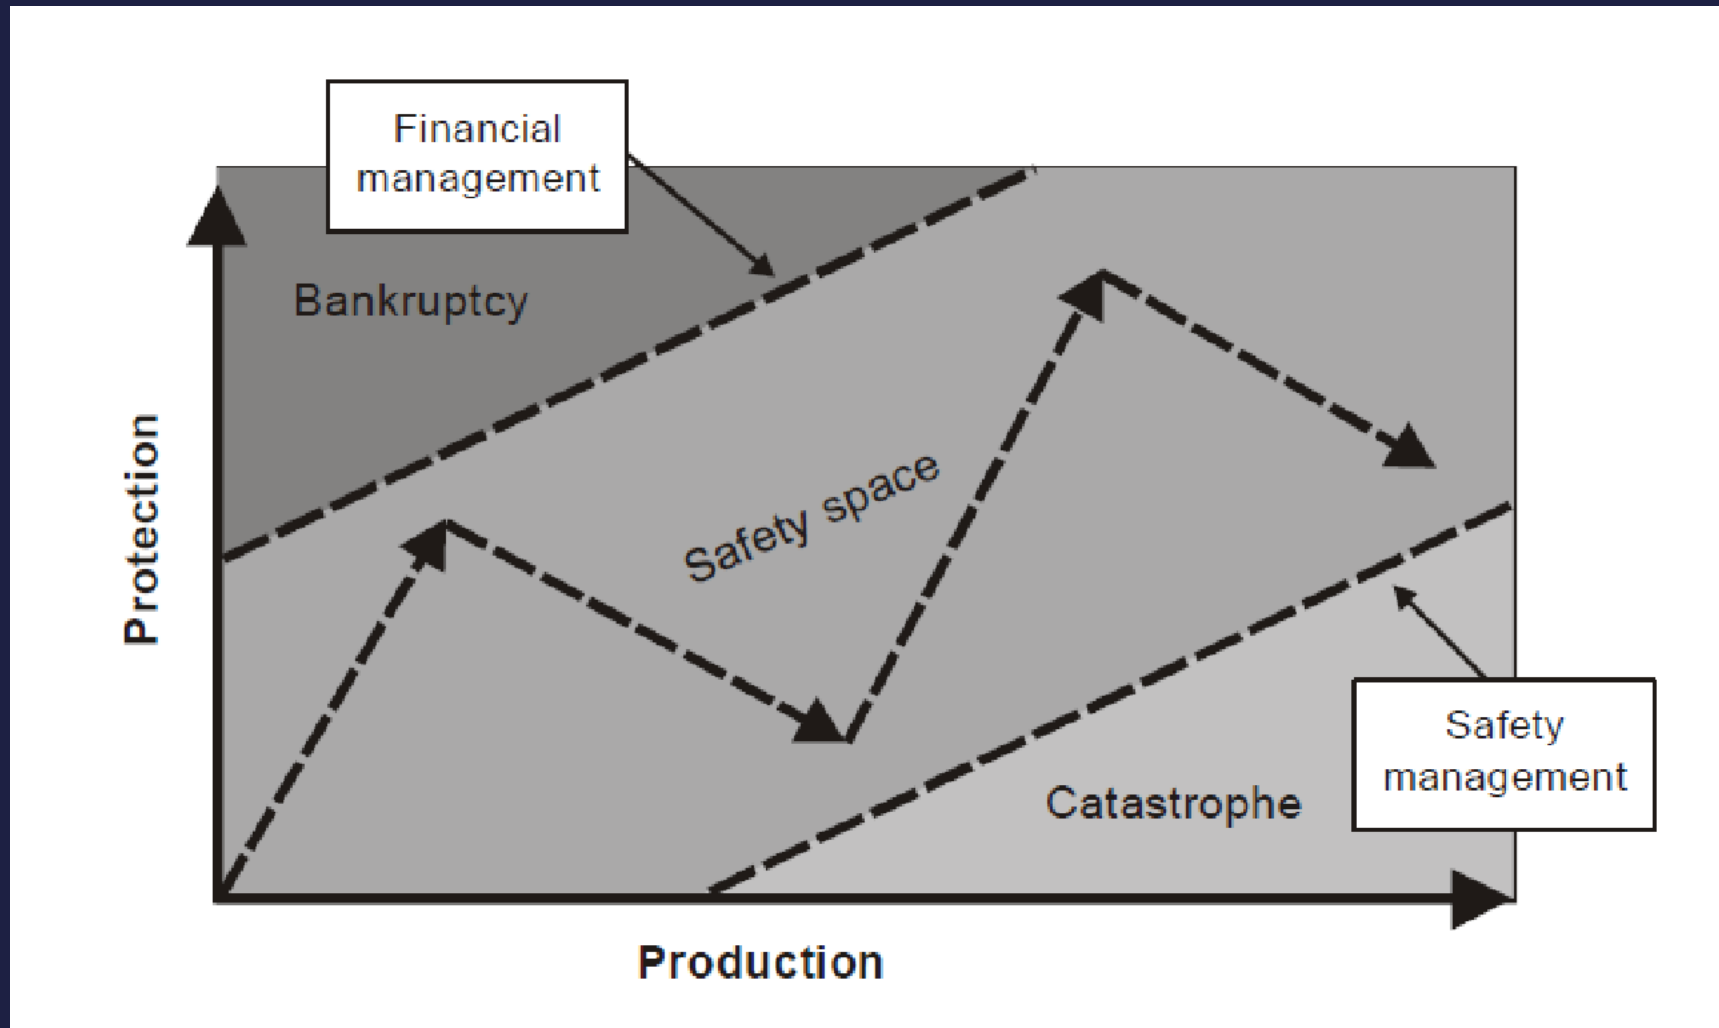 Financial
management
Bankruptcy
Protection
Safety space
Safety
management
Catastrophe
Production